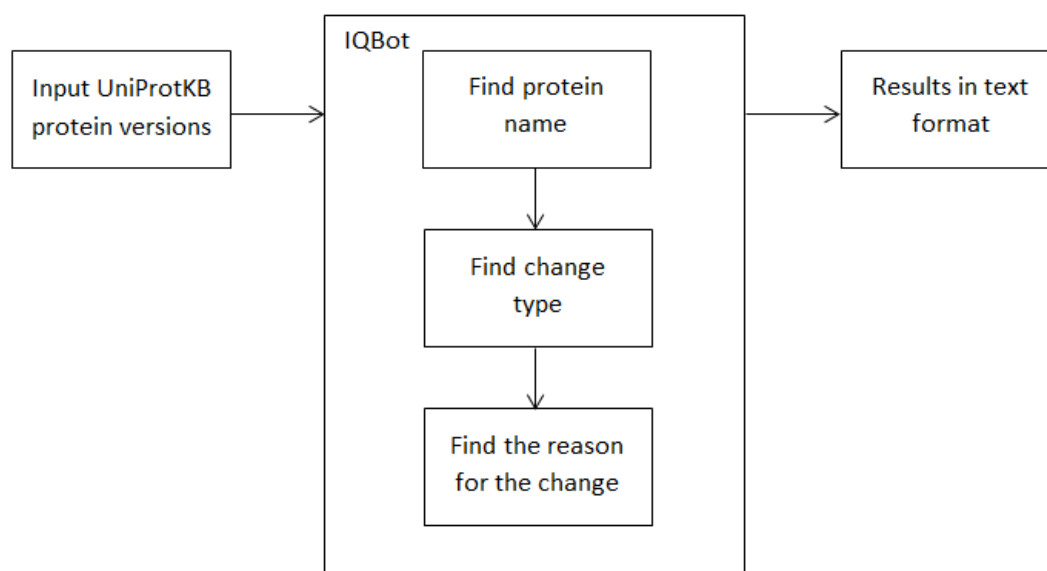 Input UniProtKB
protein versions
IQBot
Find protein
name
Find change
type
Find the reason
for the change
Results in text
format